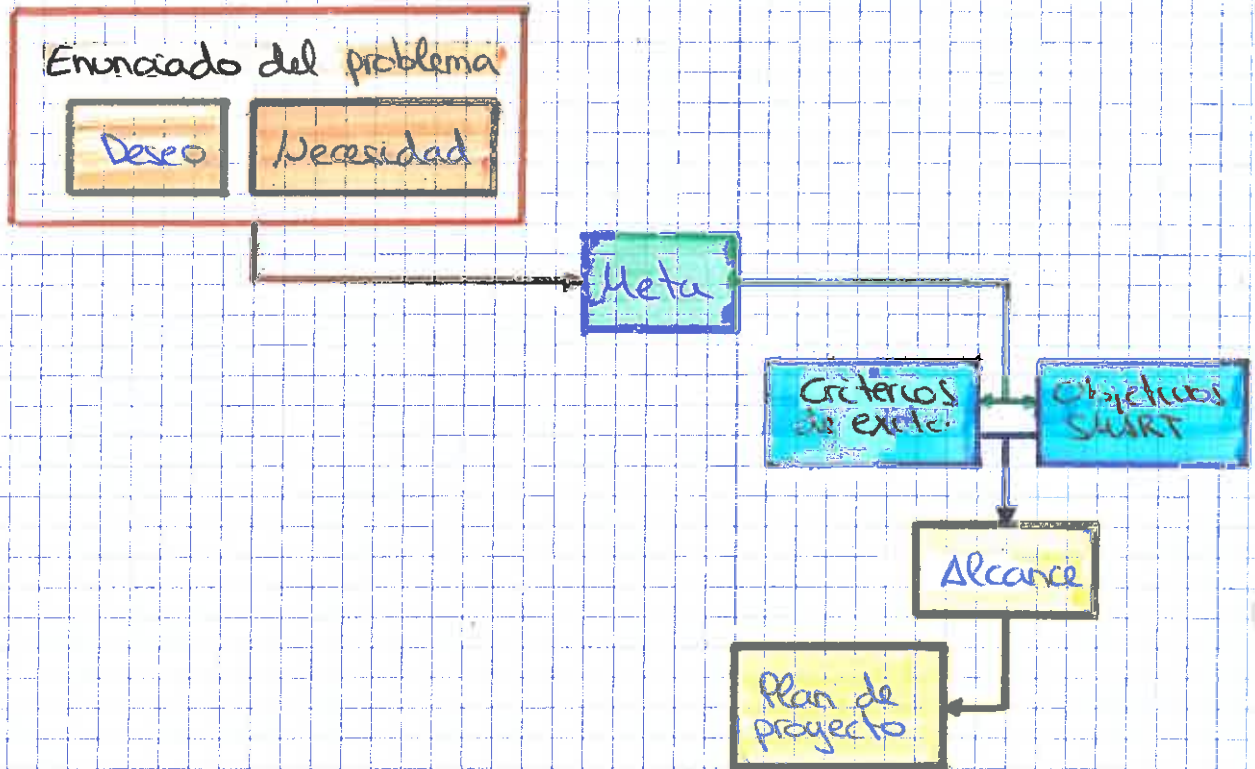 Enunciado del problema
Deseo
Necesidad
Meta
Criterios
de exito
Objetivos
SMART
Alcance
Plan de
proyecto